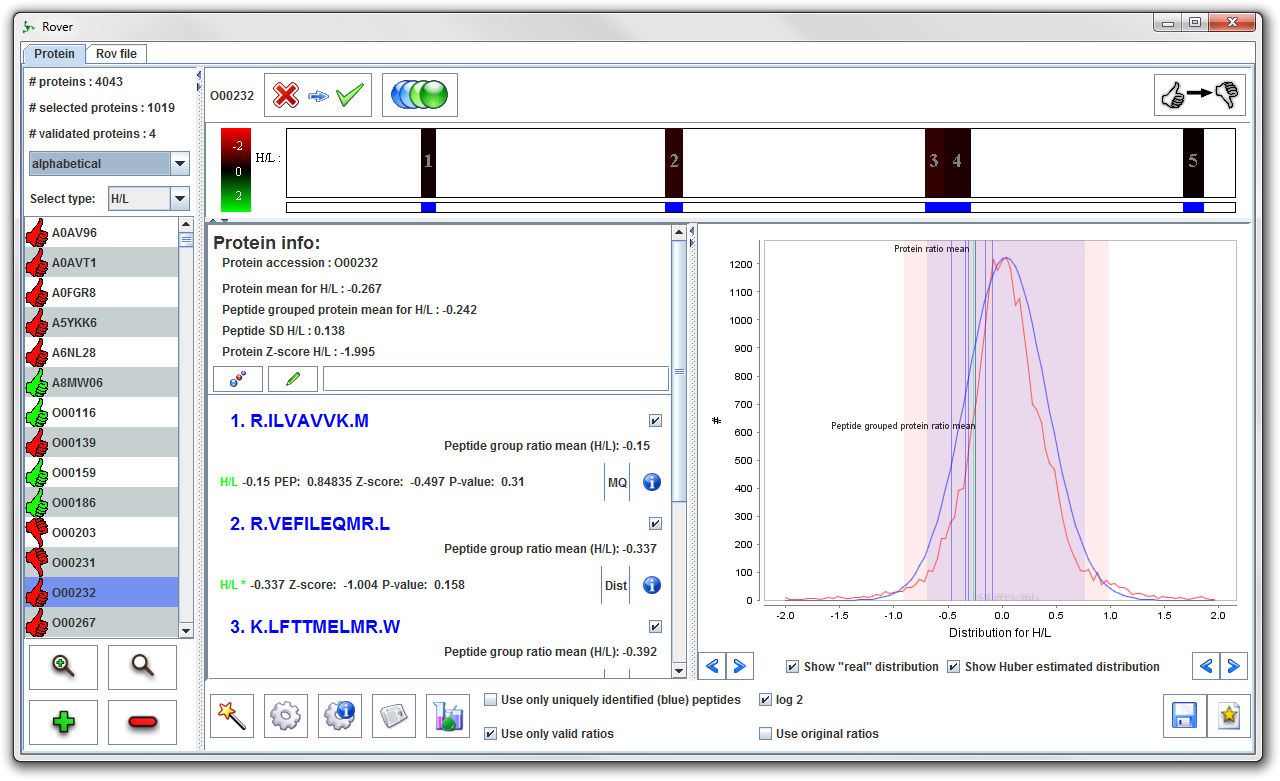 Rover
Protein Rov file
# proteins : 4043
# selected proteins : 1019
# validated proteins : 4
alphabetical
Select type: H/L
A0AV96
A0AVT1
A0FGR8
A5YKK6
A6NL28
A8MW06
O00116
O00139
O00159
O00186
O00203
O00231
O00232
O00267
O00232
-2
0
2
H/L :
1 2 3 4 5
Protein info:
Protein accession : O00232
Protein mean for H/L : -0.267
Peptide grouped protein mean for H/L : -0.242
Peptide SD H/L : 0.138
Protein Z-score H/L : -1.995
1. R.ILVAVVK.M
Peptide group ratio mean (H/L): -0.15
H/L -0.15 PEP: 0.84835 Z-score: -0.497 P-value: 0.31 MQ
2. R.VEFILEQMR.L
Peptide group ratio mean (H/L): -0.337
H/L * -0.337 Z-score: -1.004 P-value: 0.158 Dist
3. K.LFTTMELMR.W
Peptide group ratio mean (H/L): -0.392
Protein ratio mean
Peptide grouped protein ratio mean
#
1200
1100
1000
900
800
700
600
500
400
300
200
100
0
-2.0 -1.5 -1.0 -0.5 0.0 0.5 1.0 1.5 2.0
Distribution for H/L
Show "real" distribution Show Huber estimated distribution
Use only uniquely identified (blue) peptides log 2
Use only valid ratios Use original ratios